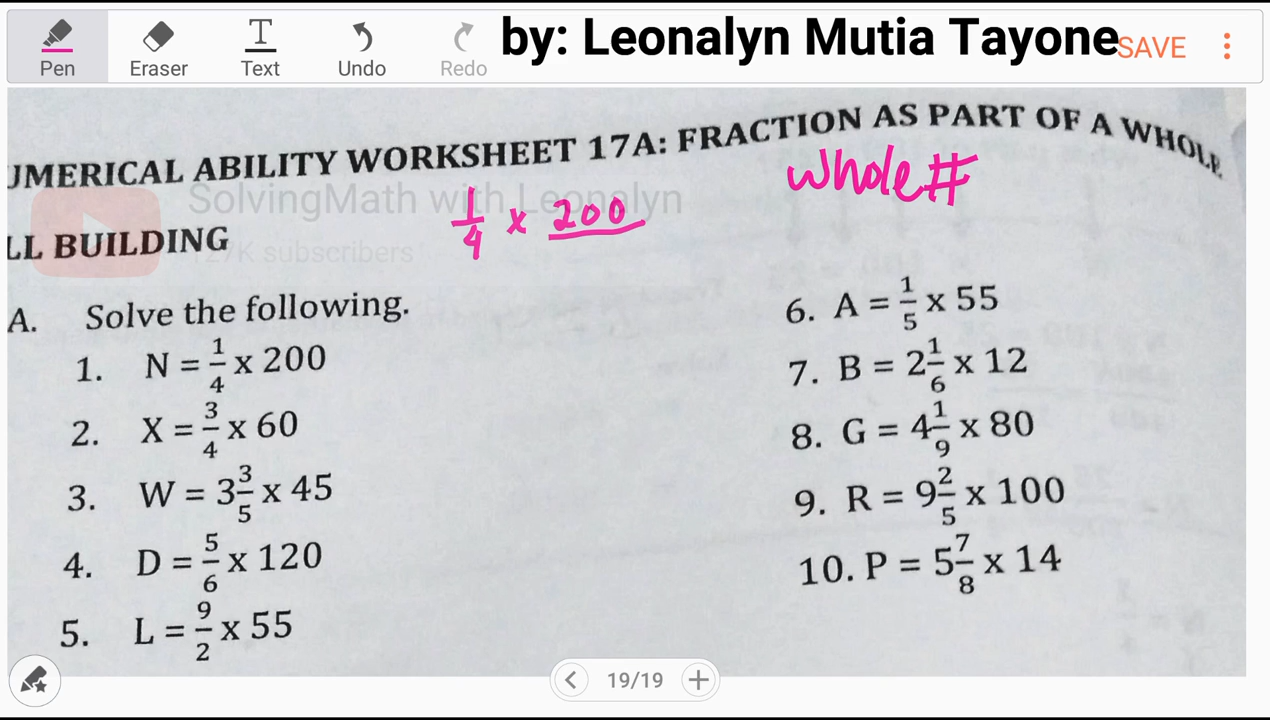 Pen
Eraser
Text
Undo
Redo
by: Leonalyn Mutia Tayone
SAVE
UMERICAL ABILITY WORKSHEET 17A: FRACTION AS PART OF A WHOLE
Whole #
SolvingMath with Leonalyn
1/4 x 200
LL BUILDING
127K subscribers
A. Solve the following.
1. N = 1/4 x 200
2. X = 3/4 x 60
3. W = 3 3/5 x 45
4. D = 5/6 x 120
5. L = 9/2 x 55
6. A = 1/5 x 55
7. B = 2 1/6 x 12
8. G = 4 1/9 x 80
9. R = 9 2/5 x 100
10. P = 5 7/8 x 14
19/19